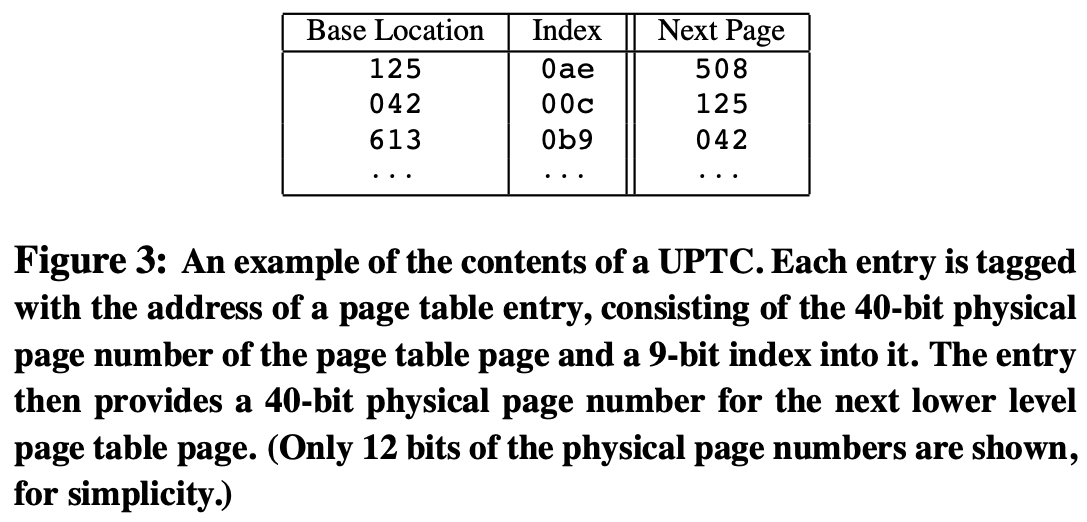 Base Location Index Next Page
125 0ae 508
042 00c 125
613 0b9 042
... ... ...
Figure 3: An example of the contents of a UPTC. Each entry is tagged
with the address of a page table entry, consisting of the 40-bit physical
page number of the page table page and a 9-bit index into it. The entry
then provides a 40-bit physical page number for the next lower level
page table page. (Only 12 bits of the physical page numbers are shown,
for simplicity.)